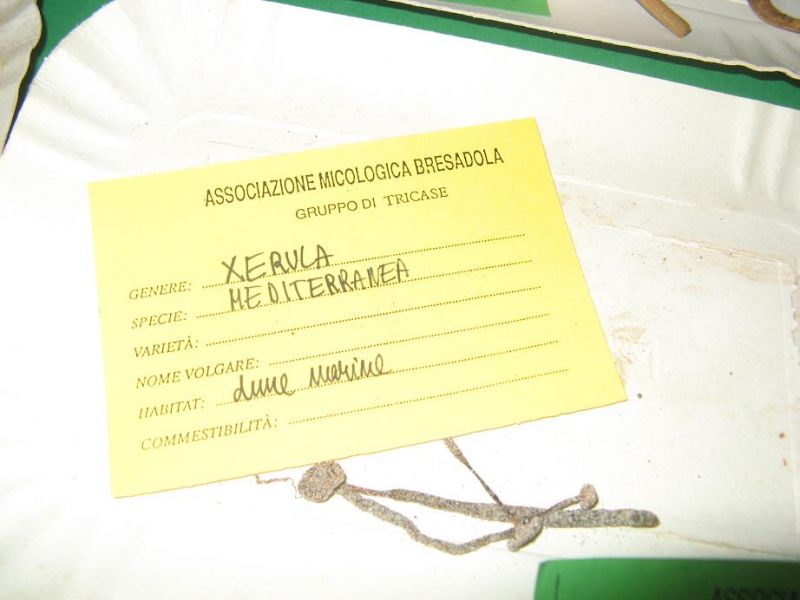 ASSOCIAZIONE MICOLOGICA BRESADOLA
GRUPPO DI TRICASE
GENERE: XERULA
SPECIE: MEDITERRANEA
VARIETÀ:
NOME VOLGARE:
HABITAT: dune marine
COMMESTIBILITÀ: